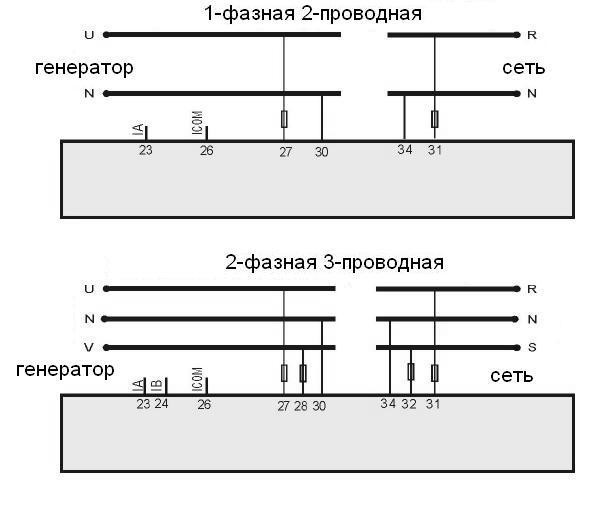 1-фазная 2-проводная
U R
генератор сеть
N N
IA ICOM
23 26 27 30 34 31
2-фазная 3-проводная
U R
N N
V S
генератор сеть
IA IB ICOM
23 24 26 27 28 30 34 32 31